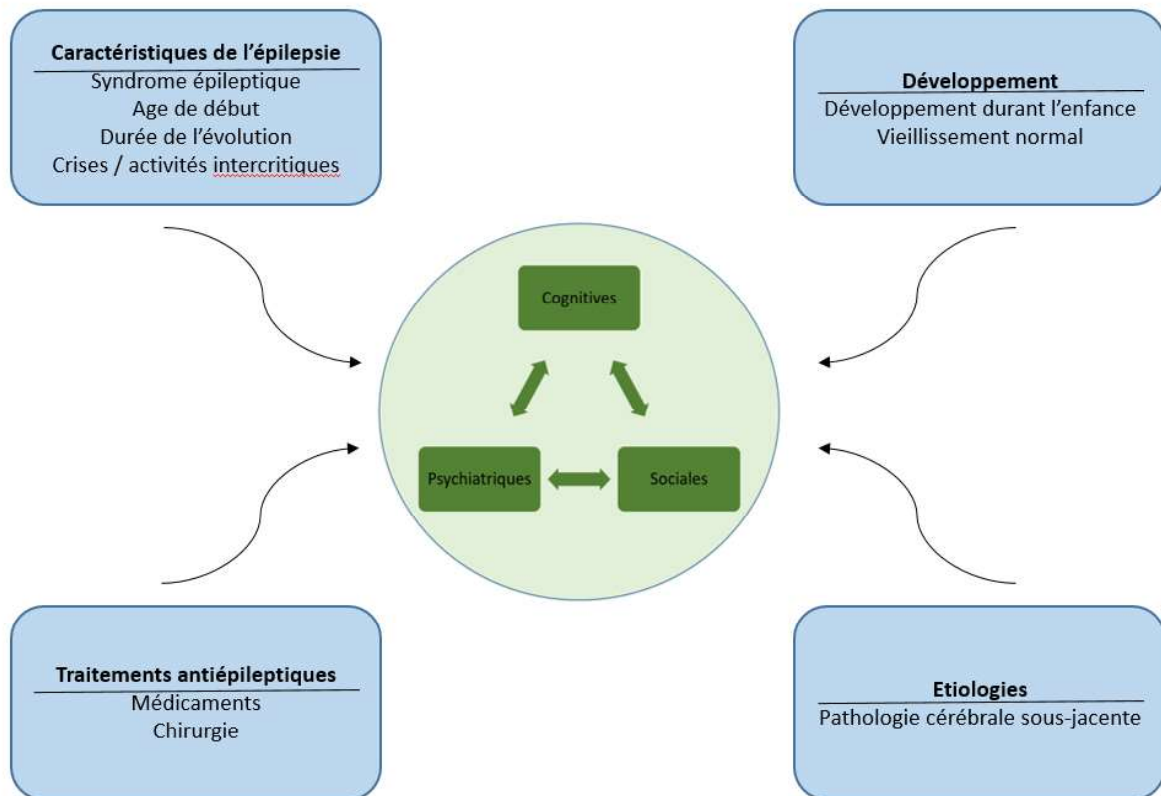 Caractéristiques de l’épilepsie
Syndrome épileptique
Age de début
Durée de l’évolution
Crises / activités intercritiques
Développement
Développement durant l’enfance
Vieillissement normal
Cognitives
Psychiatriques
Sociales
Traitements antiépileptiques
Médicaments
Chirurgie
Etiologies
Pathologie cérébrale sous-jacente